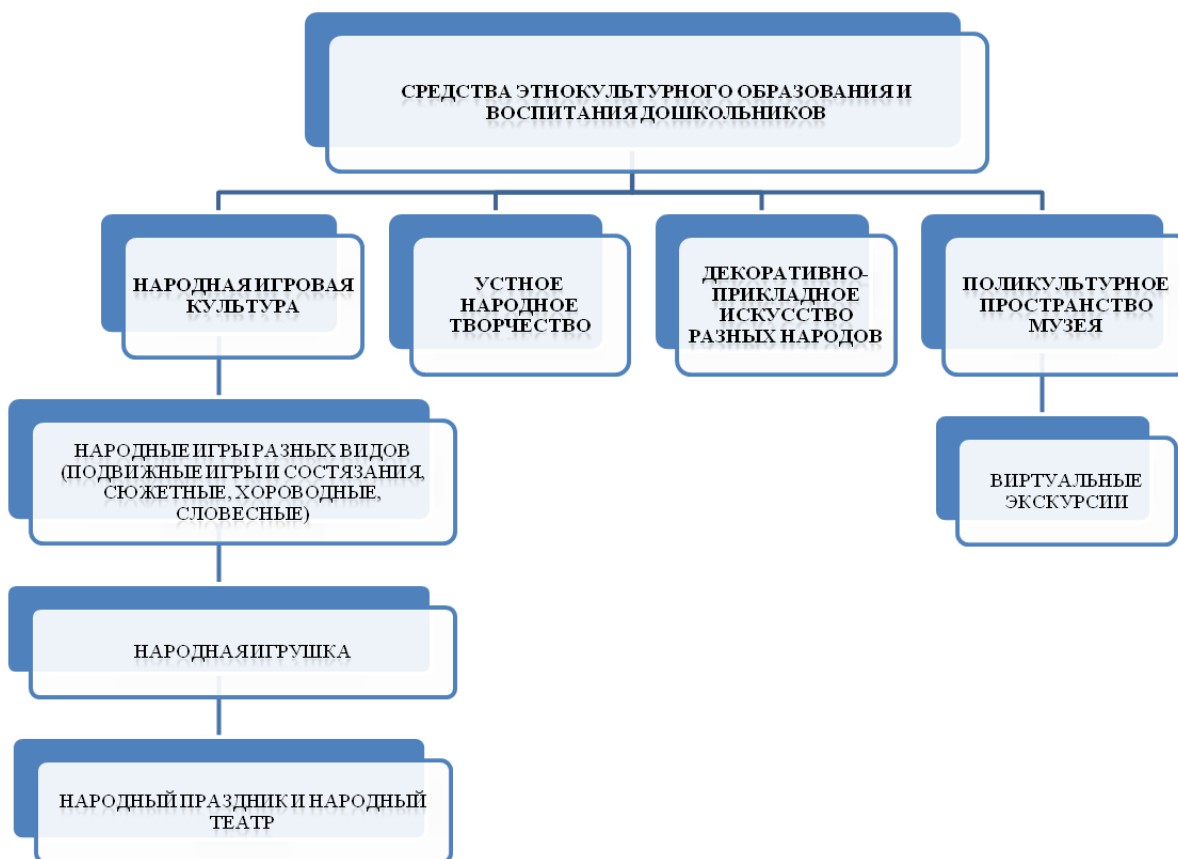 СРЕДСТВА ЭТНОКУЛЬТУРНОГО ОБРАЗОВАНИЯ И
ВОСПИТАНИЯ ДОШКОЛЬНИКОВ
НАРОДНАЯ ИГРОВАЯ
КУЛЬТУРА
УСТНОЕ
НАРОДНОЕ
ТВОРЧЕСТВО
ДЕКОРАТИВНО-
ПРИКЛАДНОЕ
ИСКУССТВО
РАЗНЫХ НАРОДОВ
ПОЛИКУЛЬТУРНОЕ
ПРОСТРАНСТВО
МУЗЕЯ
НАРОДНЫЕ ИГРЫ РАЗНЫХ ВИДОВ
(ПОДВИЖНЫЕ ИГРЫ И СОСТЯЗАНИЯ,
СЮЖЕТНЫЕ, ХОРОВОДНЫЕ,
СЛОВЕСНЫЕ)
ВИРТУАЛЬНЫЕ
ЭКСКУРСИИ
НАРОДНАЯ ИГРУШКА
НАРОДНЫЙ ПРАЗДНИК И НАРОДНЫЙ
ТЕАТР